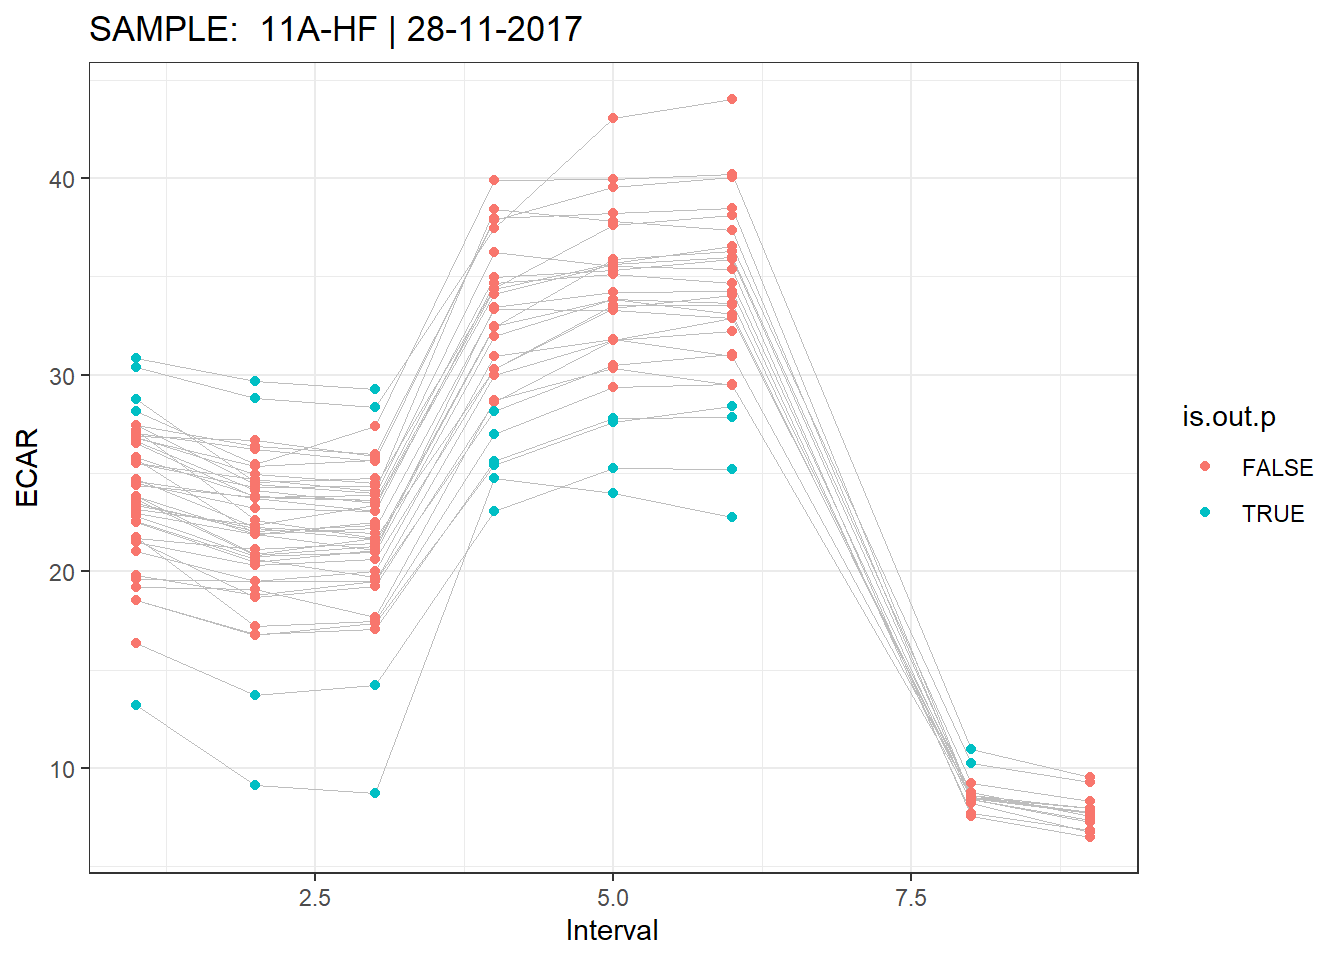 SAMPLE:  11A-HF | 28-11-2017
ECAR
40
30
20
10
2.5
5.0
7.5
Interval
is.out.p
FALSE
TRUE